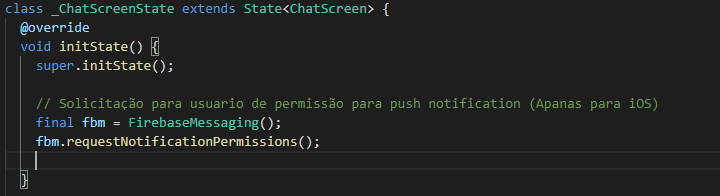 class _ChatScreenState extends State<ChatScreen> {
@override
void initState() {
super.initState();
// Solicitação para usuario de permissão para push notification (Apanas para iOS)
final fbm = FirebaseMessaging();
fbm.requestNotificationPermissions();
}